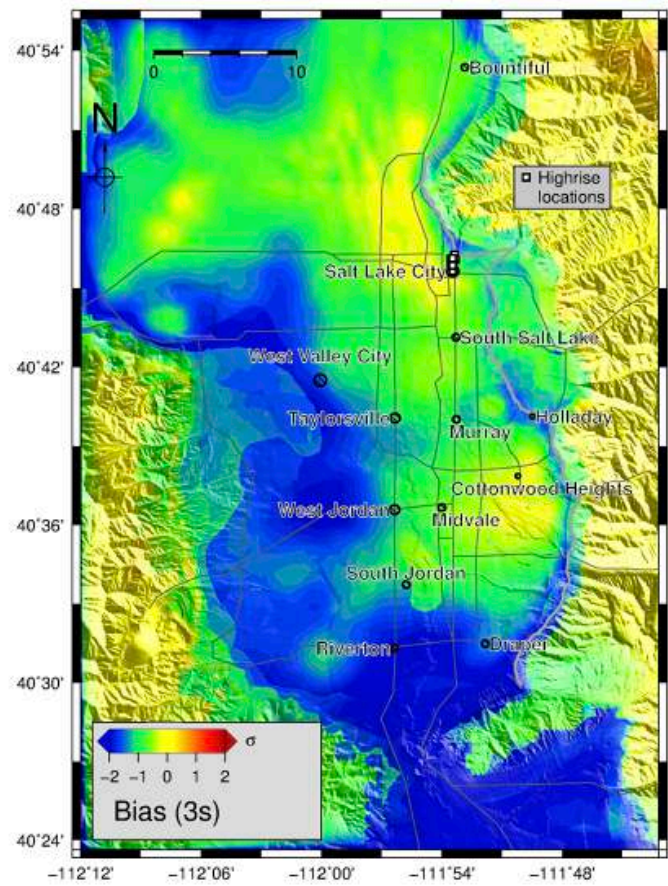 40˚54'
0 10
Bountiful
N
40˚48'
Highrise
locations
Salt Lake City
40˚42'
South Salt Lake
West Valley City
Taylorsville
Murray
Holladay
Cottonwood Heights
40˚36'
West Jordan
Midvale
South Jordan
Riverton
Draper
40˚30'
σ
−2 −1 0 1 2
Bias (3s)
40˚24'
−112˚12' −112˚06' −112˚00' −111˚54' −111˚48'